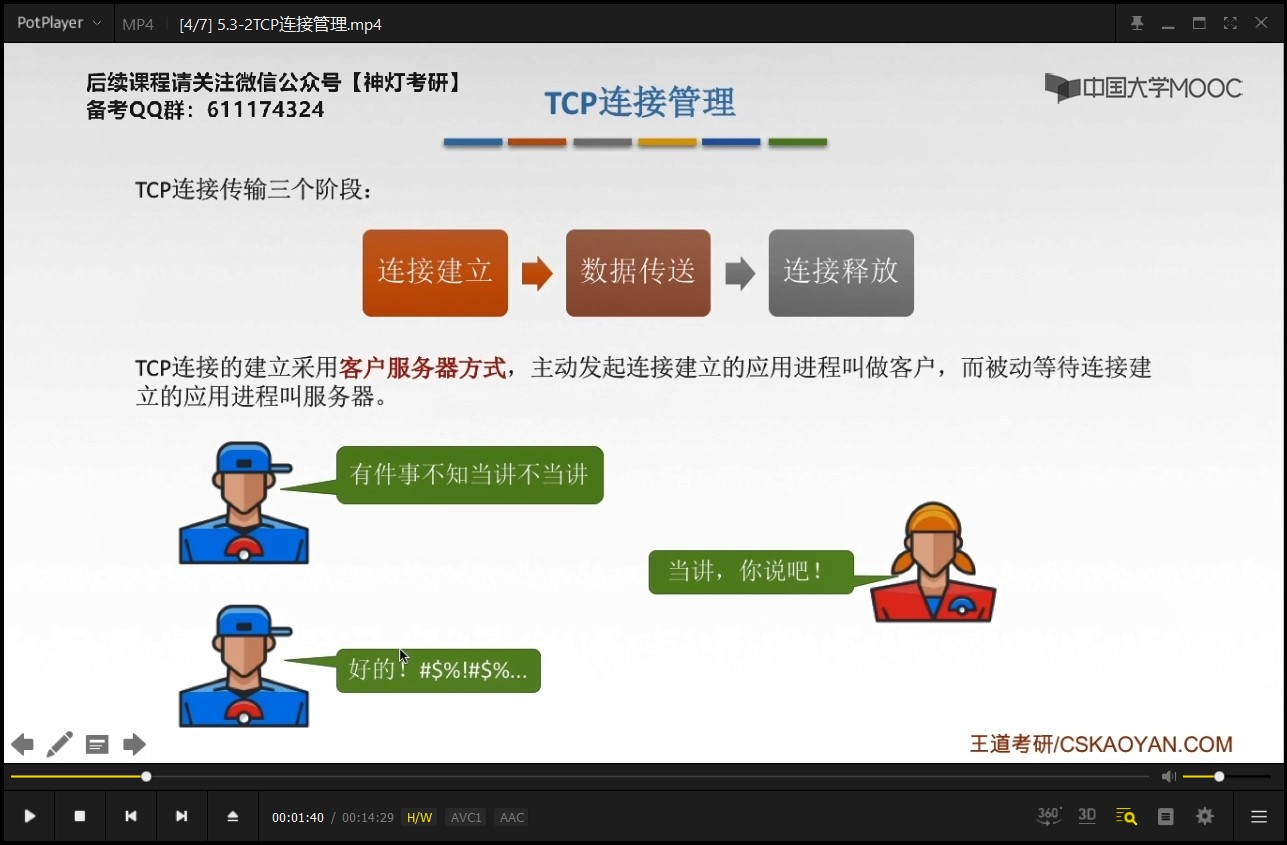 PotPlayer
MP4
[4/7] 5.3-2TCP连接管理.mp4
后续课程请关注微信公众号【神灯考研】
备考QQ群：611174324
TCP连接管理
中国大学MOOC
TCP连接传输三个阶段：
连接建立
数据传送
连接释放
TCP连接的建立采用客户服务器方式，主动发起连接建立的应用进程叫做客户，而被动等待连接建
立的应用进程叫服务器。
有件事不知当讲不当讲
当讲，你说吧！
好的！#$%!#$%...
王道考研/CSKAOYAN.COM
00:01:40 / 00:14:29 H/W AVC1 AAC
360°
3D